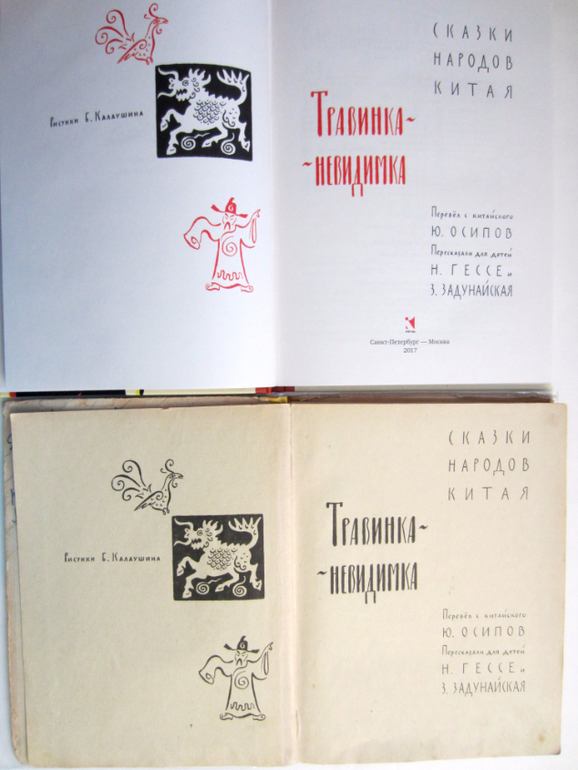 Рисунки Б. Калаушина
СКАЗКИ
НАРОДОВ
КИТАЯ
ТРАВИНКА-
-НЕВИДИМКА
Перевёл с китайского
Ю. ОСИПОВ
Пересказали для детей
Н. ГЕССЕ и
З. ЗАДУНАЙСКАЯ
Санкт-Петербург — Москва
2017
Рисунки Б. Калаушина
СКАЗКИ
НАРОДОВ
КИТАЯ
ТРАВИНКА-
-НЕВИДИМКА
Перевёл с китайского
Ю. ОСИПОВ
Пересказали для детей
Н. ГЕССЕ и
З. ЗАДУНАЙСКАЯ